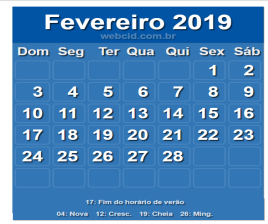 Fevereiro 2019
webcid.com.br
Dom Seg Ter Qua Qui Sex Sáb
1 2
3 4 5 6 7 8 9
10 11 12 13 14 15 16
17 18 19 20 21 22 23
24 25 26 27 28
17: Fim do horário de verão
04: Nova 12: Cresc. 19: Cheia 26: Ming.